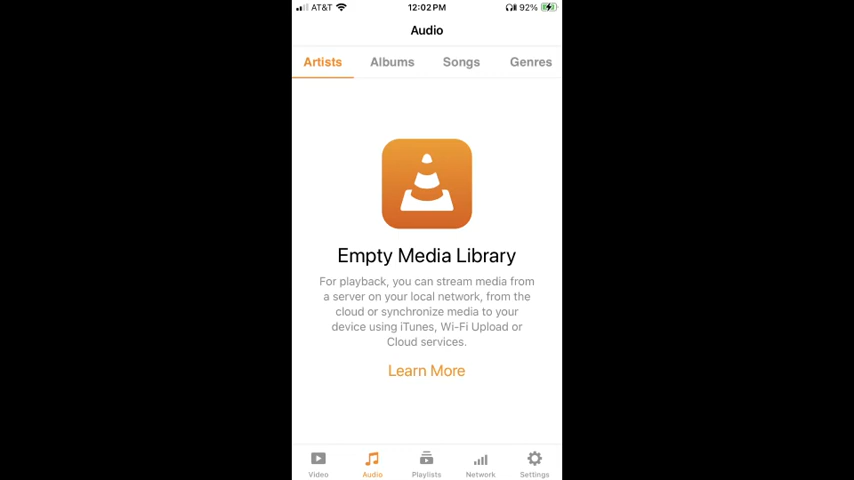 AT&T 12:02 PM 92%
Audio
Artists Albums Songs Genres
Empty Media Library
For playback, you can stream media from
a server on your local network, from the
cloud or synchronize media to your
device using iTunes, Wi-Fi Upload or
Cloud services.
Learn More
Video Audio Playlists Network Settings